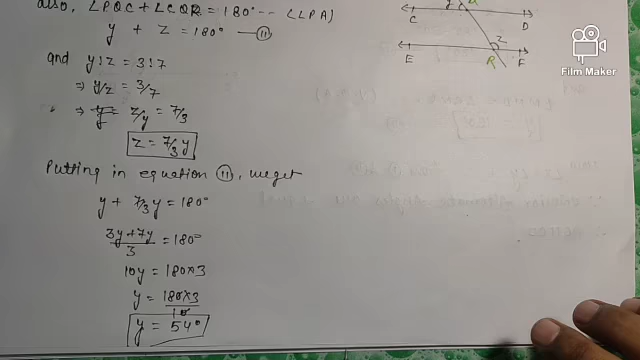 also, ∠PQC + ∠CQR = 180° -- (LPA)
y + z = 180° — (ii)
and y : z = 3 : 7
⇒ y/z = 3/7
⇒ z/y = 7/3
z = 7/3 y
Putting in equation (ii), we get
y + 7/3 y = 180°
3y + 7y / 3 = 180°
10y = 180×3
y = 180×3 / 10
y = 54°
y
C
D
z
E
R
F
Film Maker